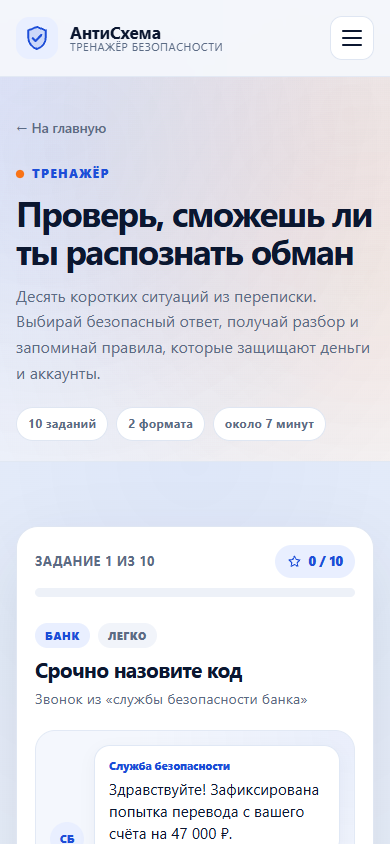 АнтиСхема
ТРЕНАЖЁР БЕЗОПАСНОСТИ
← На главную
ТРЕНАЖЁР
Проверь, сможешь ли
ты распознать обман
Десять коротких ситуаций из переписки.
Выбирай безопасный ответ, получай разбор и
запоминай правила, которые защищают деньги
и аккаунты.
10 заданий 2 формата около 7 минут
ЗАДАНИЕ 1 ИЗ 10 0 / 10
БАНК ЛЕГКО
Срочно назовите код
Звонок из «службы безопасности банка»
Служба безопасности
Здравствуйте! Зафиксирована
попытка перевода с вашего
счёта на 47 000 ₽.
СБ